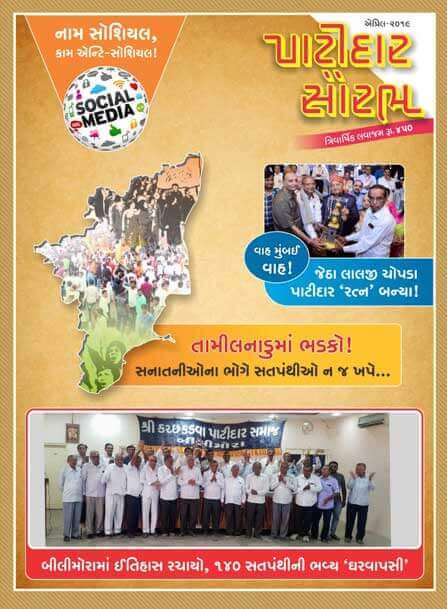 નામ સોશિયલ,
કામ એન્ટિ-સોશિયલ!
SOCIAL
MEDIA
એપ્રિલ-૨૦૧૯
પાટીદાર
સૌરભ
ત્રિવાર્ષિક લવાજમ રૂ. ૪૫૦
વાહ મુંબઈ
વાહ!
જેઠા લાલજી ચોપડા
પાટીદાર ‘રત્ન’ બન્યા!
તામીલનાડુમાં ભડકો!
સનાતનીઓના ભોગે સતપંથીઓ ન જ ખપે...
શ્રી કચ્છ કડવા પાટીદાર સમાજ
બીલીમોરા
બીલીમોરામાં ઈતિહાસ રચાયો, ૧૪૦ સતપંથીની ભવ્ય ‘ઘરવાપસી’